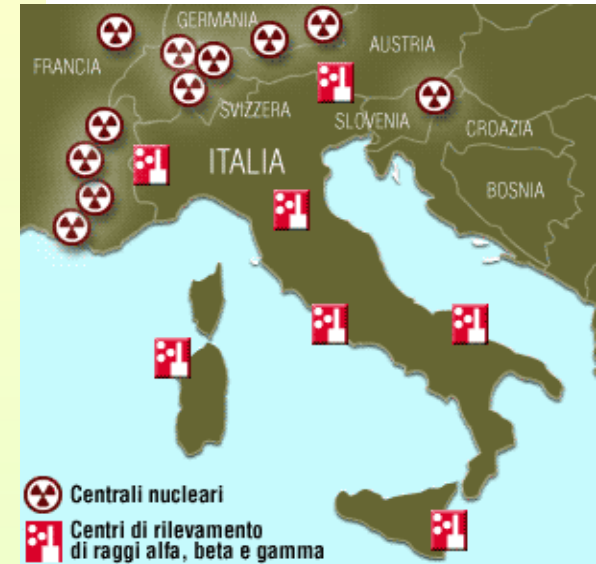 GERMANIA
AUSTRIA
FRANCIA
SVIZZERA
SLOVENIA
CROAZIA
ITALIA
BOSNIA
Centrali nucleari
Centri di rilevamento
di raggi alfa, beta e gamma